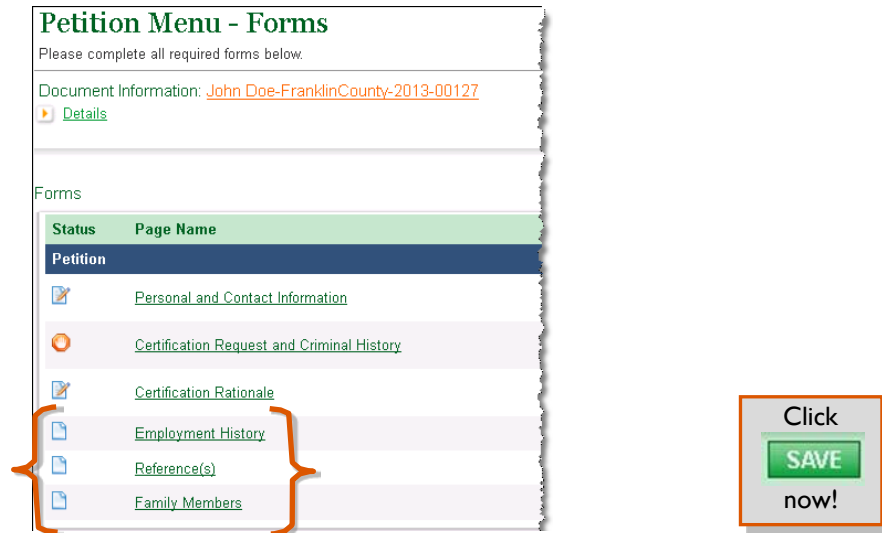 Petition Menu - Forms
Please complete all required forms below.
Document Information: John Doe-FranklinCounty-2013-00127
Details
Forms
Status Page Name
Petition
Personal and Contact Information
Certification Request and Criminal History
Certification Rationale
Employment History
Reference(s)
Family Members
Click
SAVE
now!